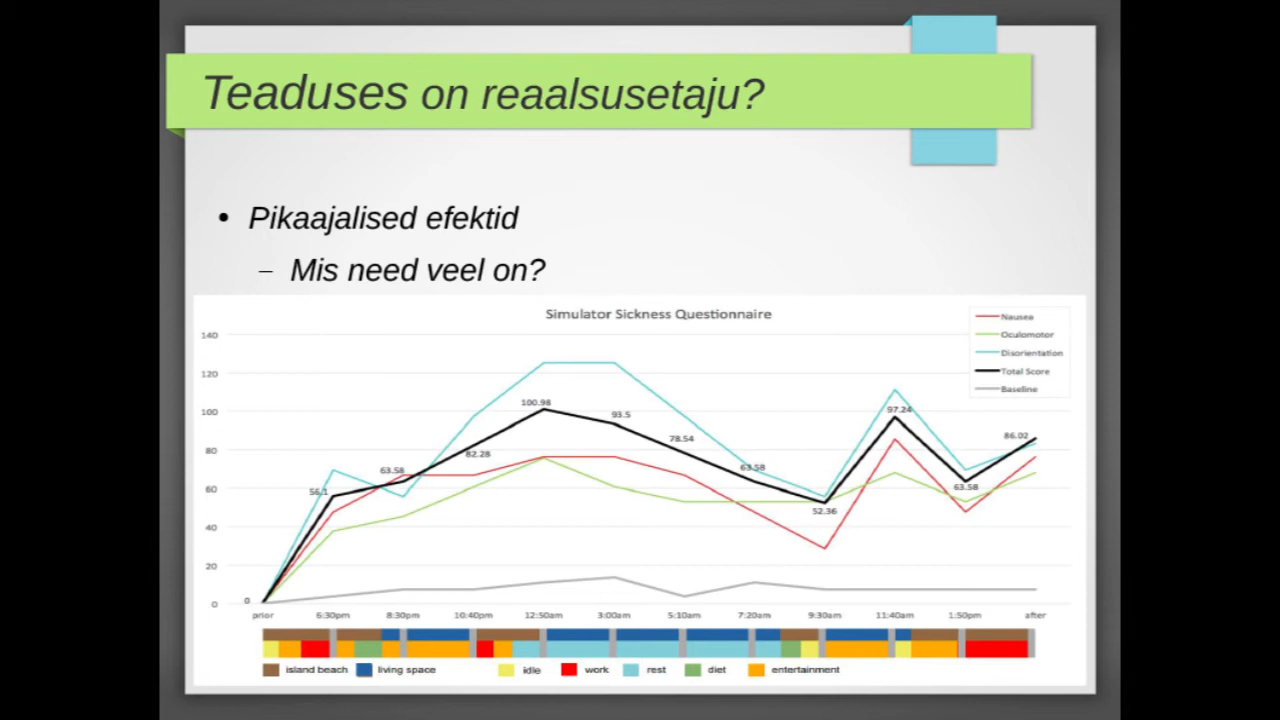 Teaduses on reaalsusetaju?
• Pikaajalised efektid
– Mis need veel on?
Simulator Sickness Questionnaire
Nausea
Oculomotor
Disorientation
Total Score
Baseline
140
120
100
80
60
40
20
0
0
56.1
63.58
82.28
100.98
93.5
78.54
63.58
52.36
97.24
63.58
86.02
prior 6:30pm 8:30pm 10:40pm 12:50am 3:00am 5:10am 7:20am 9:30am 11:40am 1:50pm after
island beach living space idle work rest diet entertainment